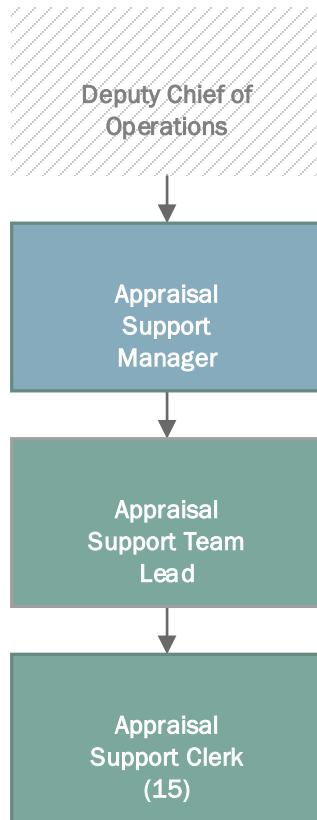 Deputy Chief of
Operations
Appraisal
Support
Manager
Appraisal
Support Team
Lead
Appraisal
Support Clerk
(15)